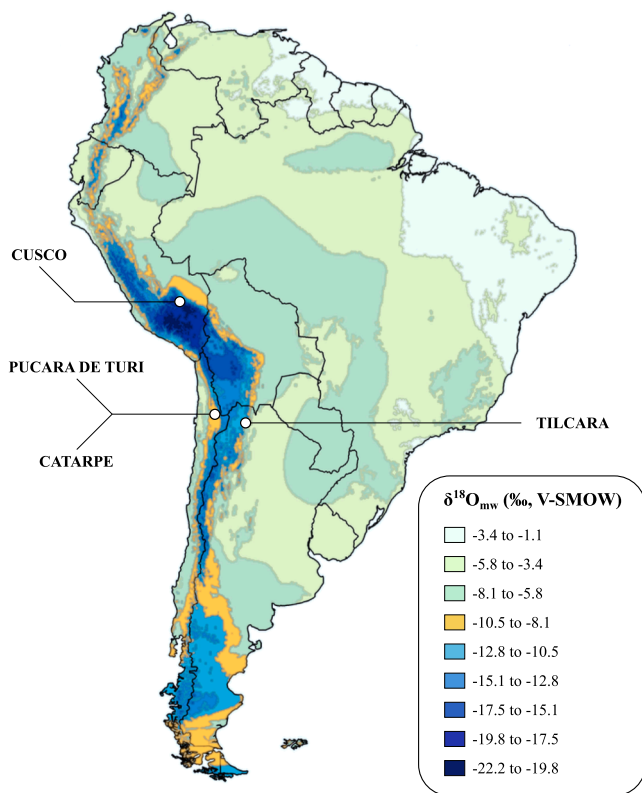 CUSCO
PUCARA DE TURI
CATARPE
TILCARA
δ¹⁸Oₘw (‰, V-SMOW)
-3.4 to -1.1
-5.8 to -3.4
-8.1 to -5.8
-10.5 to -8.1
-12.8 to -10.5
-15.1 to -12.8
-17.5 to -15.1
-19.8 to -17.5
-22.2 to -19.8